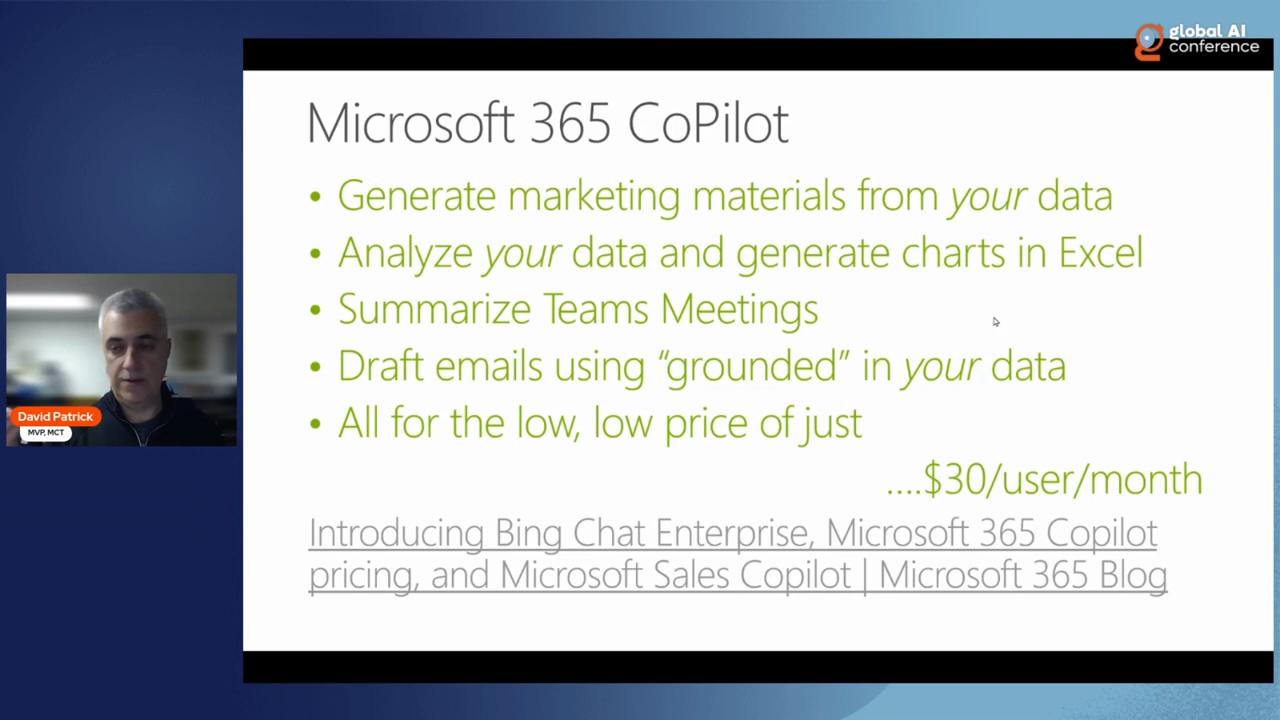 global AI
conference
Microsoft 365 CoPilot
• Generate marketing materials from your data
• Analyze your data and generate charts in Excel
• Summarize Teams Meetings
• Draft emails using “grounded” in your data
• All for the low, low price of just
....$30/user/month
Introducing Bing Chat Enterprise, Microsoft 365 Copilot
pricing, and Microsoft Sales Copilot | Microsoft 365 Blog
David Patrick
MVP, MCT